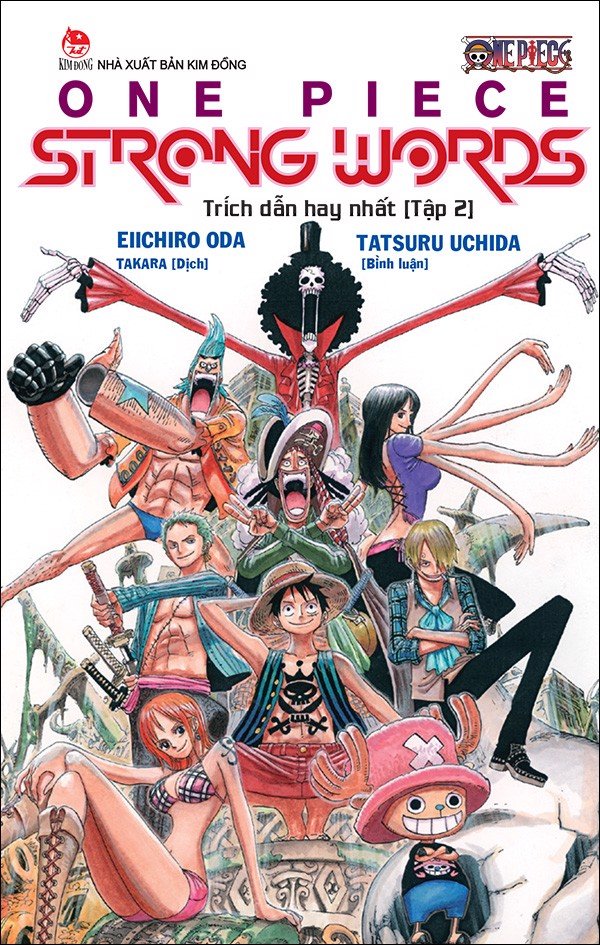 KIM ĐỒNG
NHÀ XUẤT BẢN KIM ĐỒNG
ONE PIECE
ONE PIECE
STRONG WORDS
Trích dẫn hay nhất [Tập 2]
EIICHIRO ODA
TAKARA [Dịch]
TATSURU UCHIDA
[Bình luận]